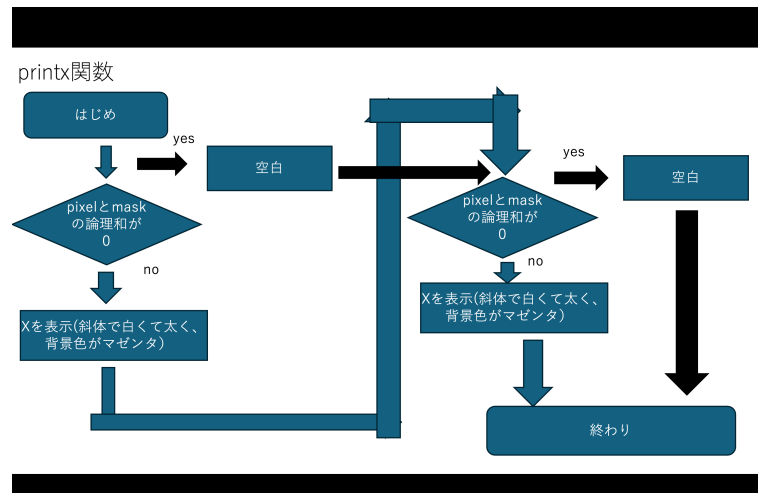 printx関数
はじめ
yes
空白
pixelとmask
の論理和が
0
no
Xを表示(斜体で白くて太く、
背景色がマゼンタ)
yes
空白
pixelとmask
の論理和が
0
no
Xを表示(斜体で白くて太く、
背景色がマゼンタ)
終わり